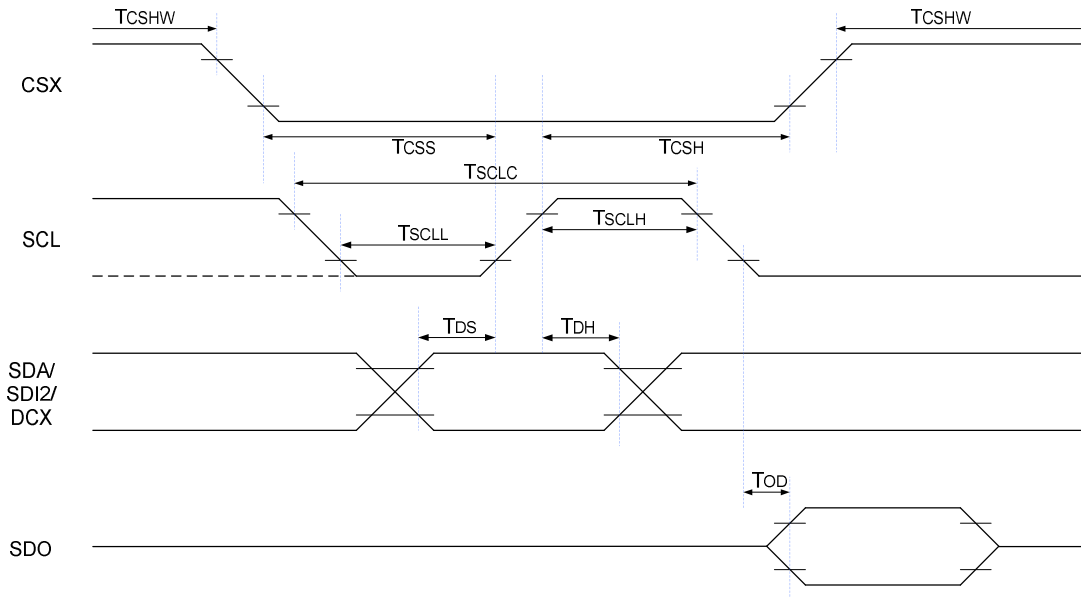 TCSHW
TCSHW
CSX
TCSS
TCSH
TSCLC
SCL
TSCLL
TSCLH
TDS
TDH
SDA/
SDI2/
DCX
TOD
SDO